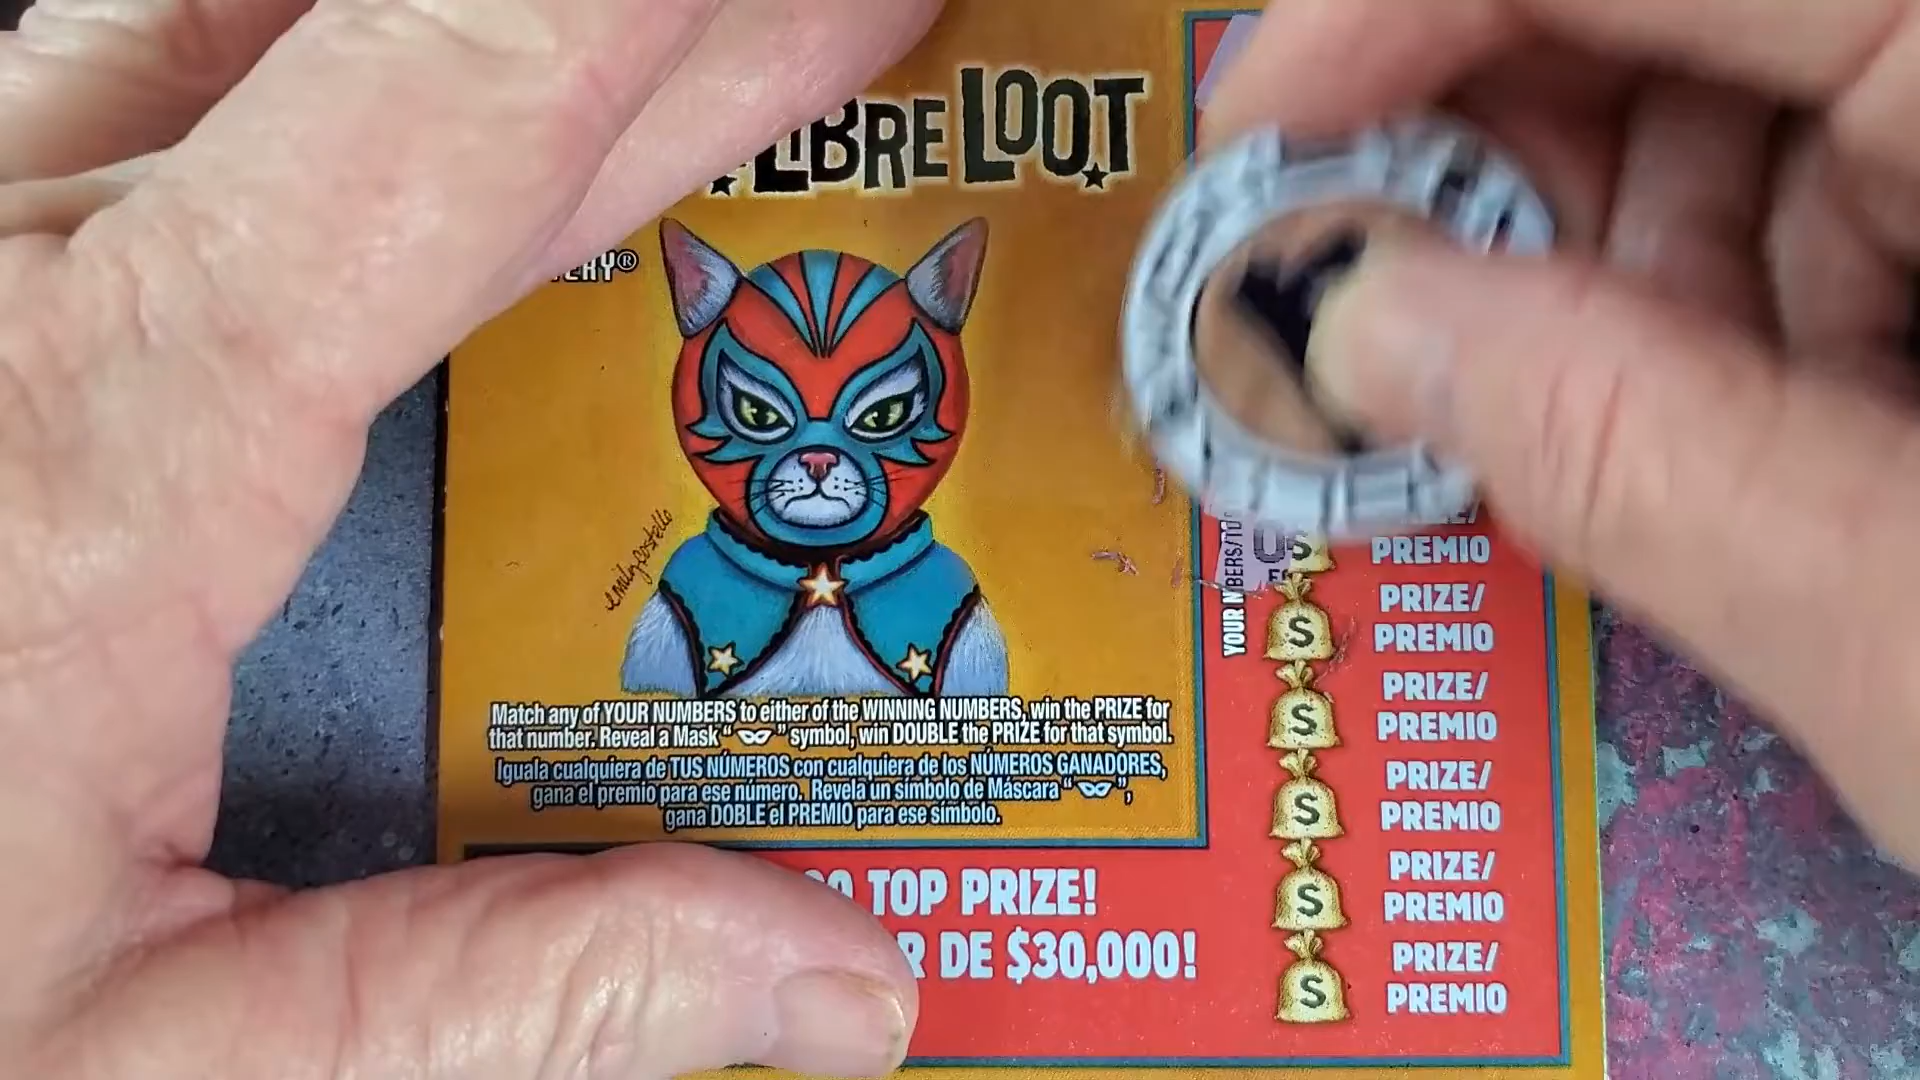 LIBRE LOOT
emily costello
Match any of YOUR NUMBERS to either of the WINNING NUMBERS, win the PRIZE for
that number. Reveal a Mask " " symbol, win DOUBLE the PRIZE for that symbol.
Iguala cualquiera de TUS NÚMEROS con cualquiera de los NÚMEROS GANADORES,
gana el premio para ese número. Revela un símbolo de Máscara " ",
gana DOBLE el PREMIO para ese símbolo.
TOP PRIZE!
DE $30,000!
YOUR
$ PREMIO
$ PRIZE/
PREMIO
$ PRIZE/
PREMIO
$ PRIZE/
PREMIO
$ PRIZE/
PREMIO
$ PRIZE/
PREMIO